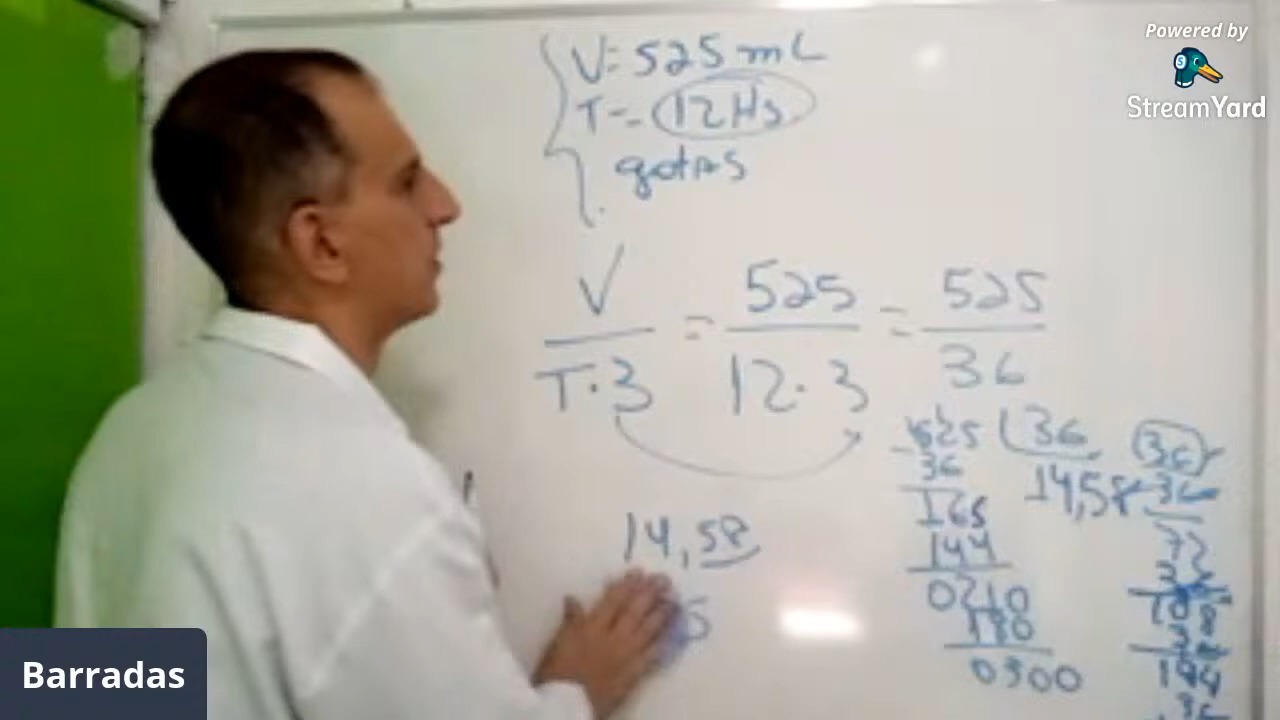 V= 525 mL
T-- 12 Hs.
gotAS
V
T. 3
=
525
12. 3
=
525
36
14,58
5
525 36
36 14,58
165
144
0210
180
0300
36
36
72
108
144
Powered by
StreamYard
Barradas